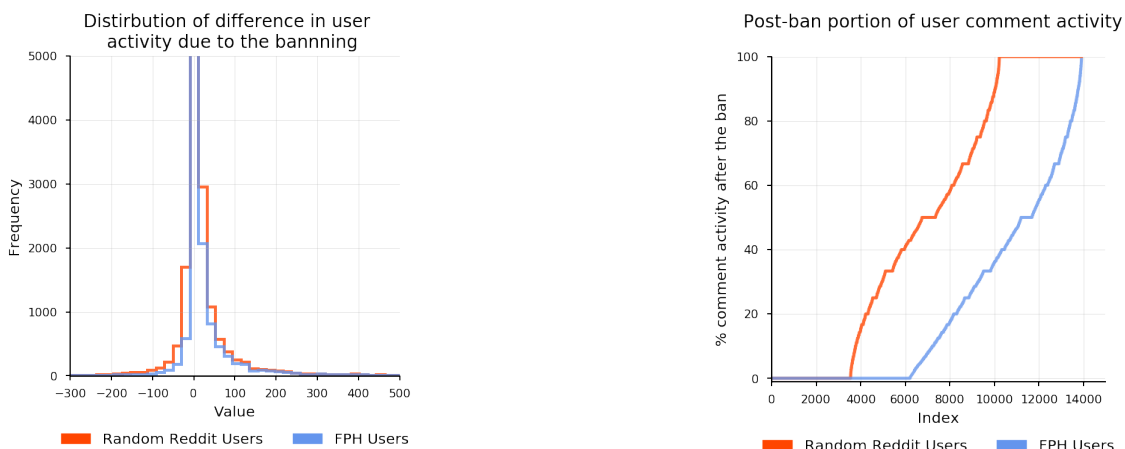 Distirbution of difference in user
activity due to the bannning
5000
4000
3000
2000
1000
0
Frequency
−300 −200 −100 0 100 200 300 400 500
Value
Random Reddit Users FPH Users
Post-ban portion of user comment activity
100
80
60
40
20
0
% comment activity after the ban
0 2000 4000 6000 8000 10000 12000 14000
Index
Random Reddit Users FPH Users